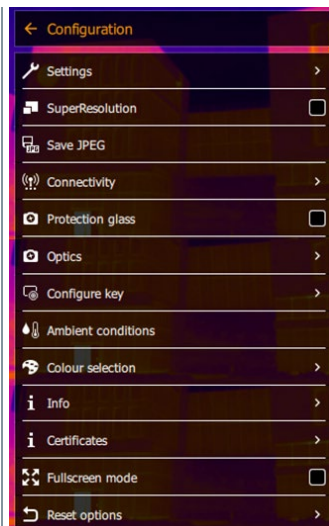 Configuration
Settings
SuperResolution
JPG
Save JPEG
Connectivity
Protection glass
Optics
Configure key
Ambient conditions
Colour selection
Info
Certificates
Fullscreen mode
Reset options